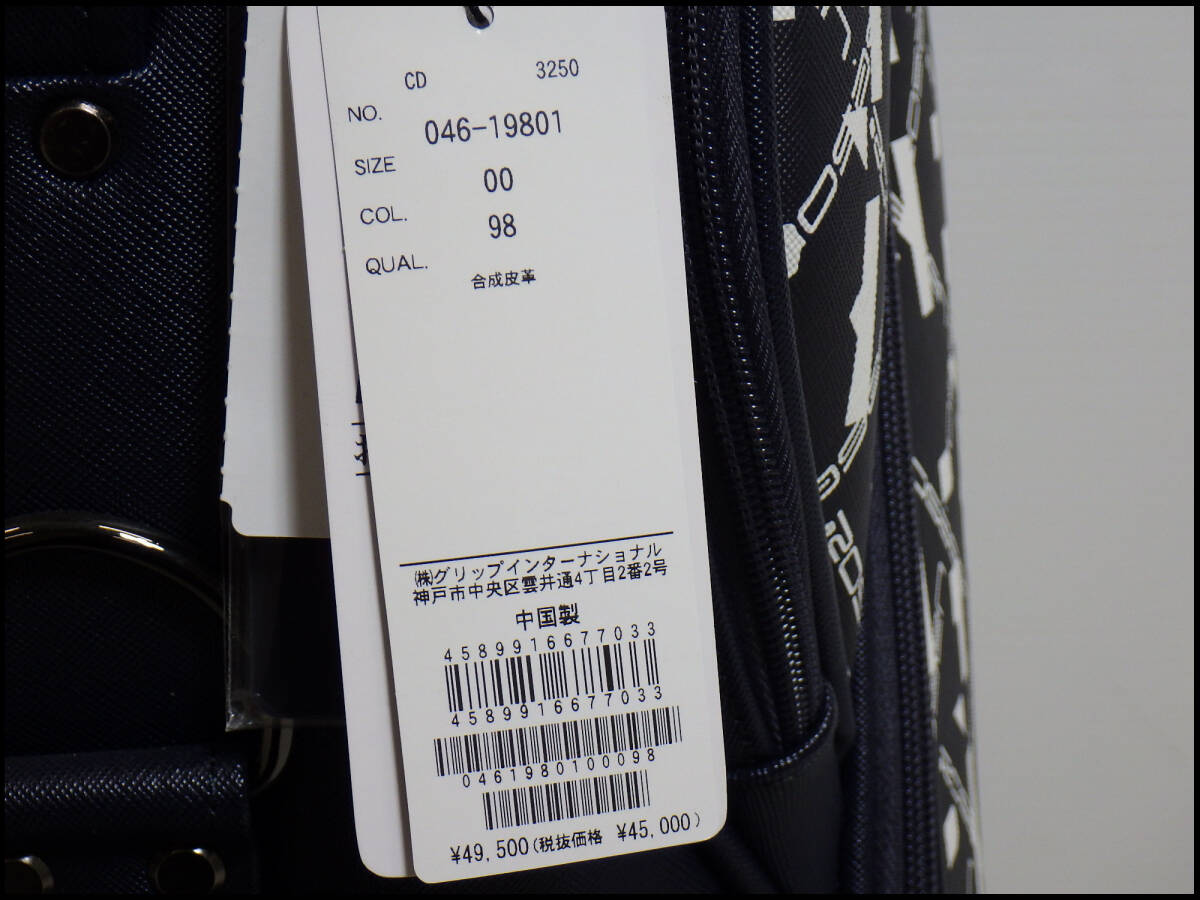 CD 3250
NO. 046-19801
SIZE 00
COL. 98
QUAL. 合成皮革
㈱グリップインターナショナル
神戸市中央区雲井通4丁目2番2号
中国製
4589916677033
4589916677033
0461980100098
¥49,500(税抜価格 ¥45,000)